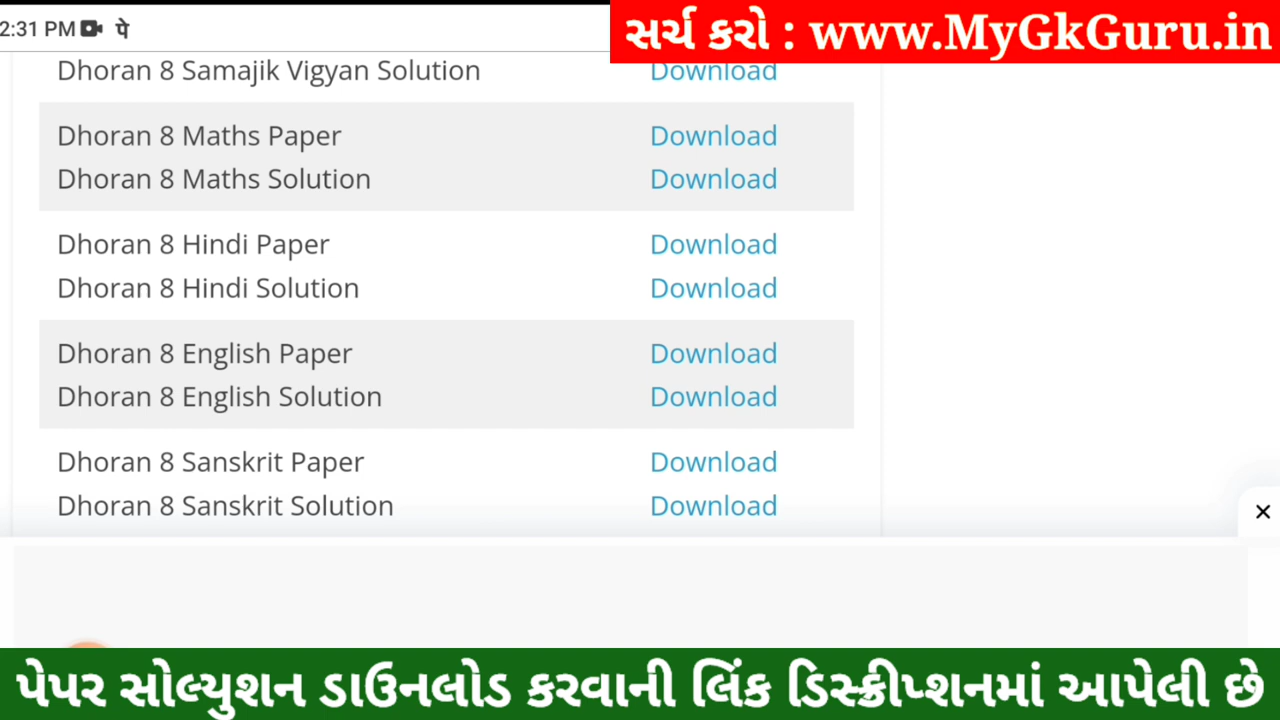 2:31 PM पे
સર્ચ કરો : www.MyGkGuru.in
Dhoran 8 Samajik Vigyan Solution Download
Dhoran 8 Maths Paper Download
Dhoran 8 Maths Solution Download
Dhoran 8 Hindi Paper Download
Dhoran 8 Hindi Solution Download
Dhoran 8 English Paper Download
Dhoran 8 English Solution Download
Dhoran 8 Sanskrit Paper Download
Dhoran 8 Sanskrit Solution Download
પેપર સોલ્યુશન ડાઉનલોડ કરવાની લિંક ડિસ્ક્રીપ્શનમાં આપેલી છે